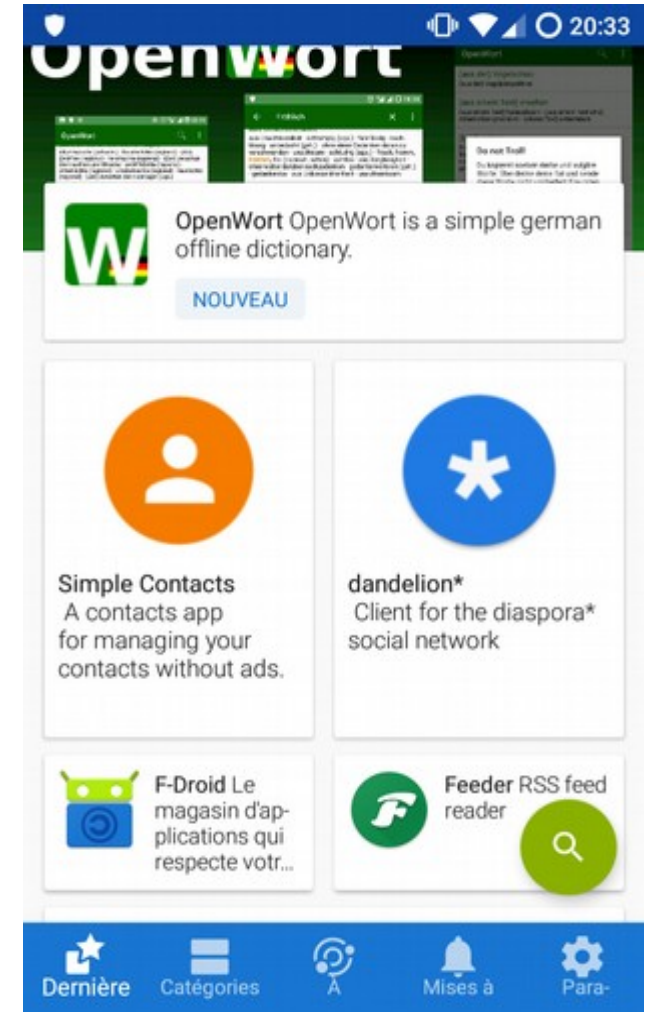 20:33
OpenWort
OpenWort OpenWort is a simple german
offline dictionary.
NOUVEAU
Simple Contacts
A contacts app
for managing your
contacts without ads.
dandelion*
Client for the diaspora*
social network
F-Droid Le
magasin d'ap-
plications qui
respecte votr...
Feeder RSS feed
reader
Dernière
Catégories
À
Mises à
Para-